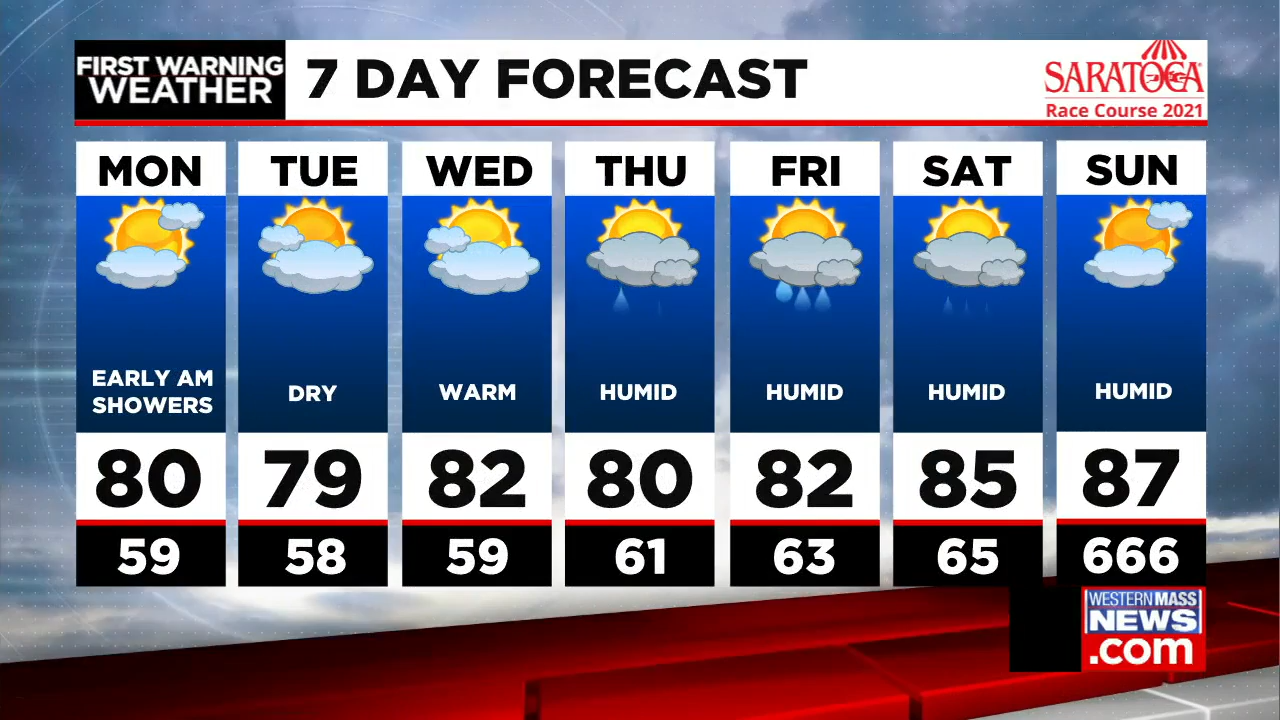 FIRST WARNING
WEATHER
7 DAY FORECAST
SARATOGA
Race Course 2021
MON TUE WED THU FRI SAT SUN
EARLY AM
SHOWERS
DRY WARM HUMID HUMID HUMID HUMID
80 79 82 80 82 85 87
59 58 59 61 63 65 666
WESTERN MASS
NEWS
.com